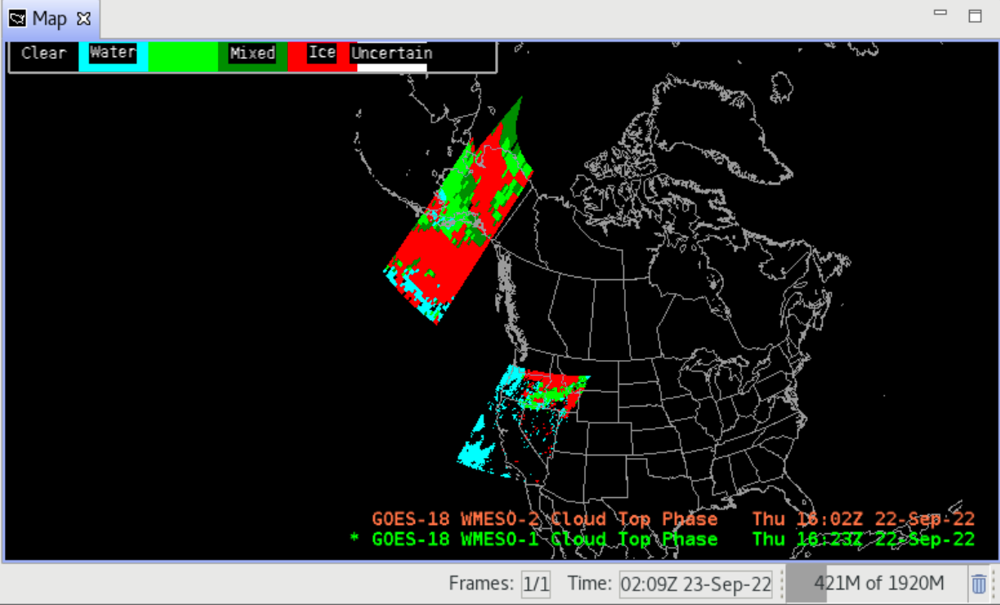 Map
Clear Water Mixed Ice Uncertain
GOES-18 WMESO-2 Cloud Top Phase Thu 16:02Z 22-Sep-22
* GOES-18 WMESO-1 Cloud Top Phase Thu 16:23Z 22-Sep-22
Frames: 1/1 Time: 02:09Z 23-Sep-22 421M of 1920M